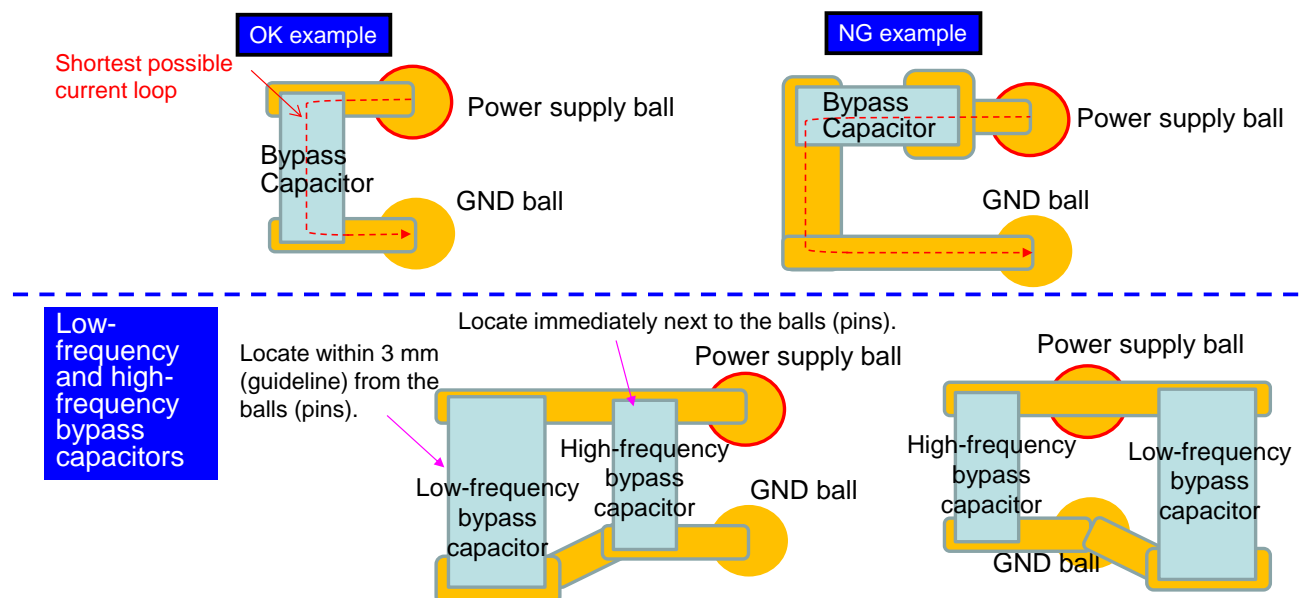 OK example
NG example
Shortest possible
current loop
Power supply ball
Bypass
Capacitor
GND ball
Bypass
Capacitor
Power supply ball
GND ball
Low-
frequency
and high-
frequency
bypass
capacitors
Locate within 3 mm
(guideline) from the
balls (pins).
Locate immediately next to the balls (pins).
Power supply ball
High-frequency
bypass
capacitor
Low-frequency
bypass
capacitor
GND ball
Power supply ball
High-frequency
bypass
capacitor
Low-frequency
bypass
capacitor
GND ball